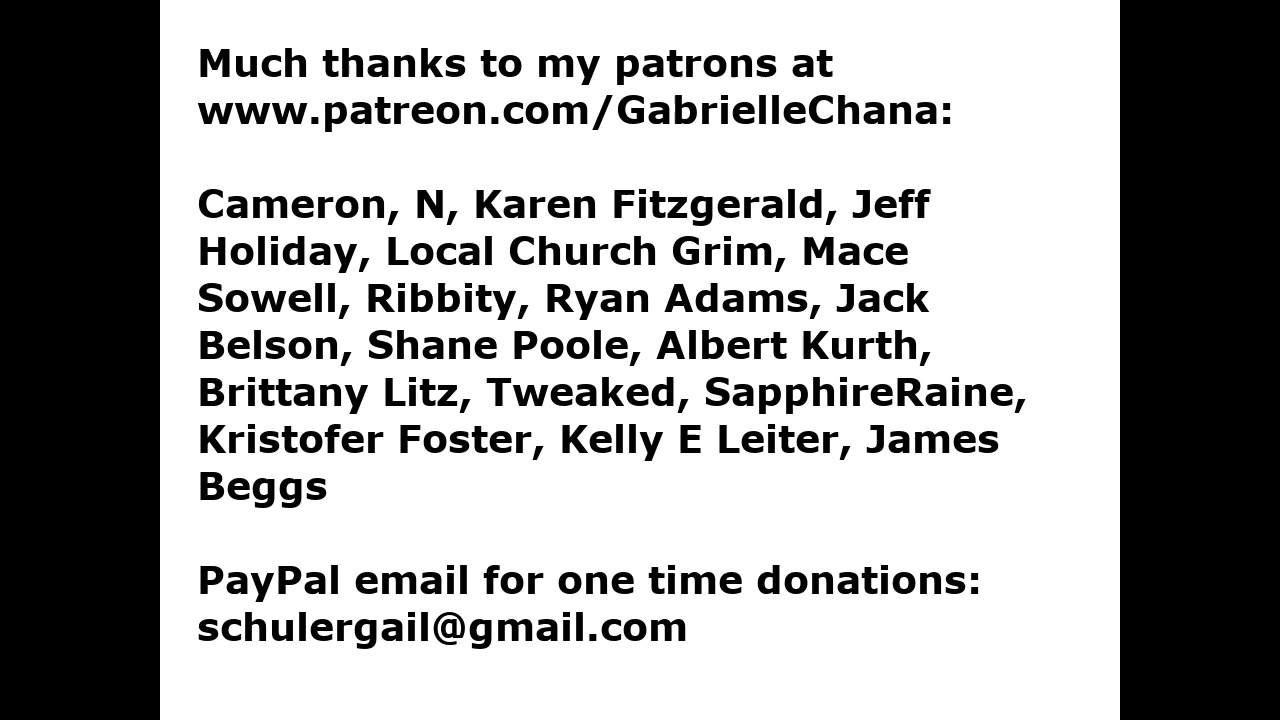 Much thanks to my patrons at
www.patreon.com/GabrielleChana:
Cameron, N, Karen Fitzgerald, Jeff
Holiday, Local Church Grim, Mace
Sowell, Ribbity, Ryan Adams, Jack
Belson, Shane Poole, Albert Kurth,
Brittany Litz, Tweaked, SapphireRaine,
Kristofer Foster, Kelly E Leiter, James
Beggs
PayPal email for one time donations:
schulergail@gmail.com